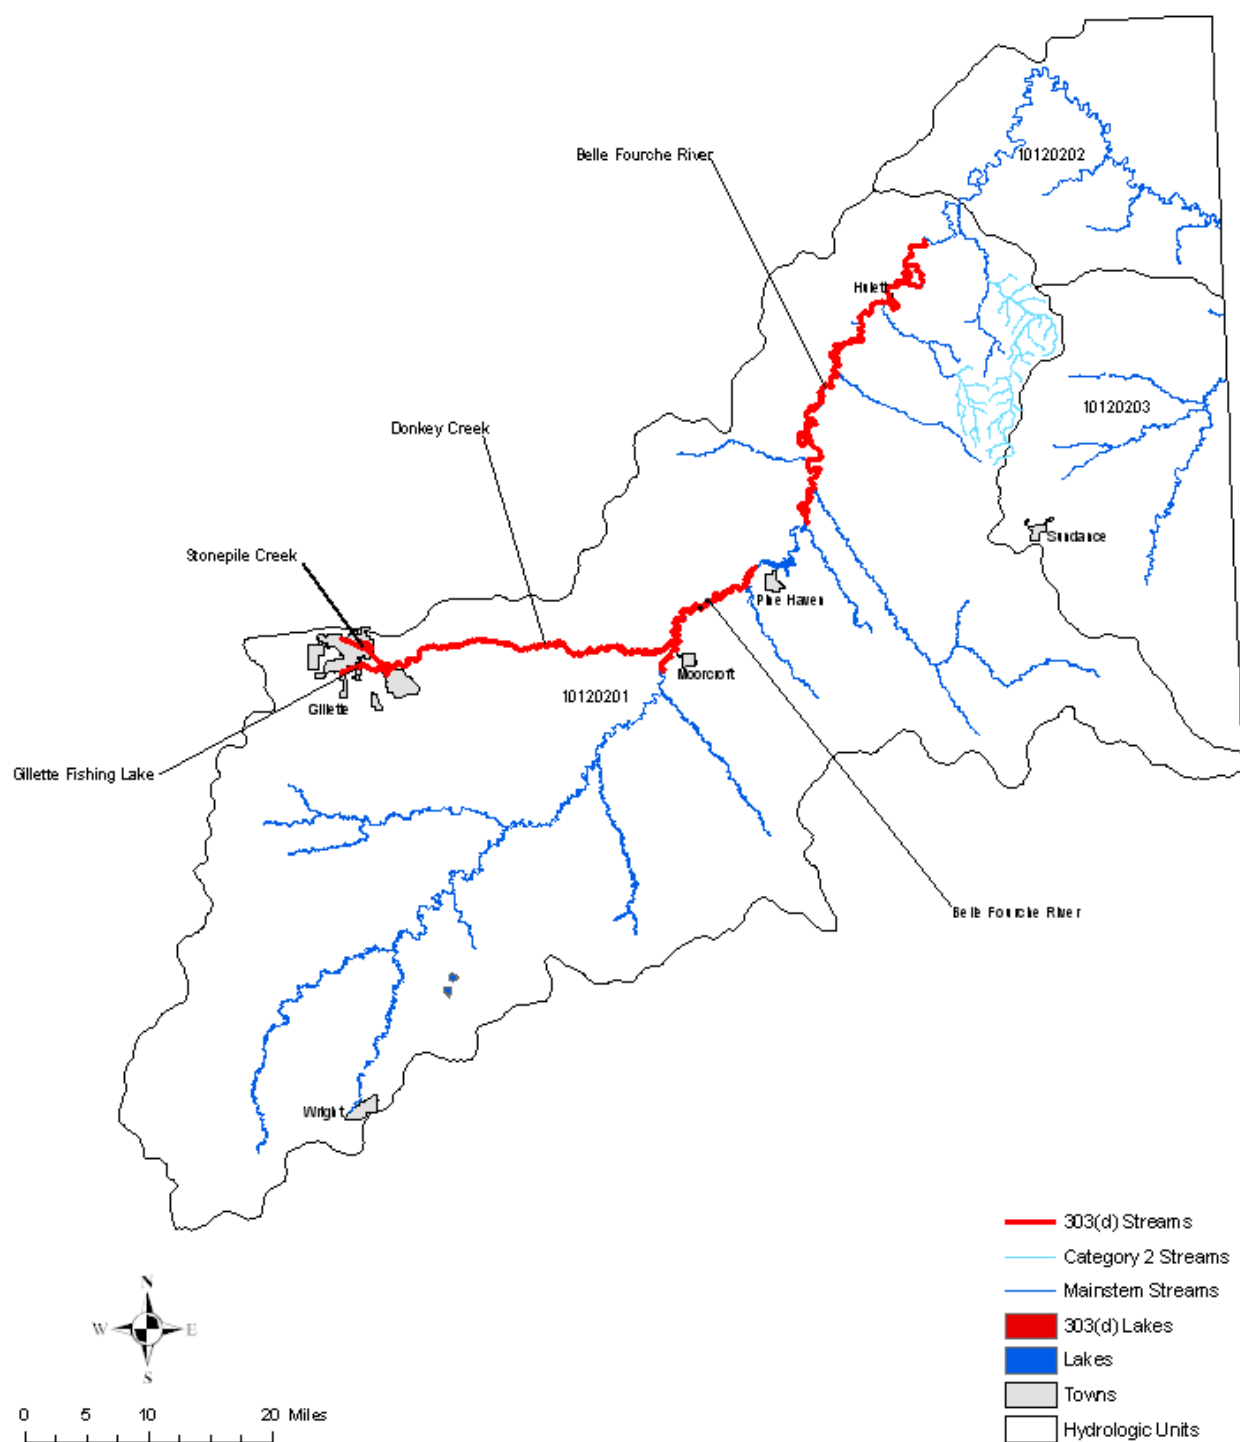 Belle Fourche River
10120202
Hulett
10120203
Donkey Creek
Sundance
Stonepile Creek
Pine Haven
Moorcroft
10120201
Gillette
Gillette Fishing Lake
Belle Fourche River
Wright
303(d) Streams
Category 2 Streams
Mainstem Streams
303(d) Lakes
Lakes
Towns
Hydrologic Units
N
W E
S
0 5 10 20 Miles